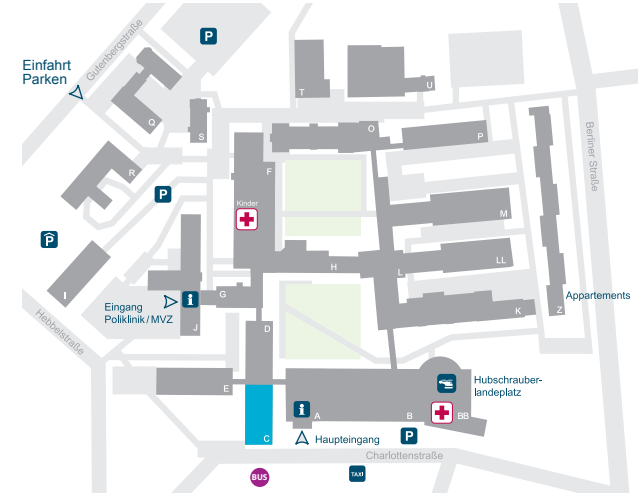 P
Einfahrt
Parken
Gutenbergstraße
T
U
Q
S
O
P
R
F
Kinder
P
M
P
LL
H
L
I
Eingang
Poliklinik / MVZ
i
G
J
K
Z
Appartements
Berliner Straße
Hebbelstraße
D
E
C
i
A
B
BB
Hubschrauber-
landeplatz
Haupteingang
P
Charlottenstraße
BUS
TAXI